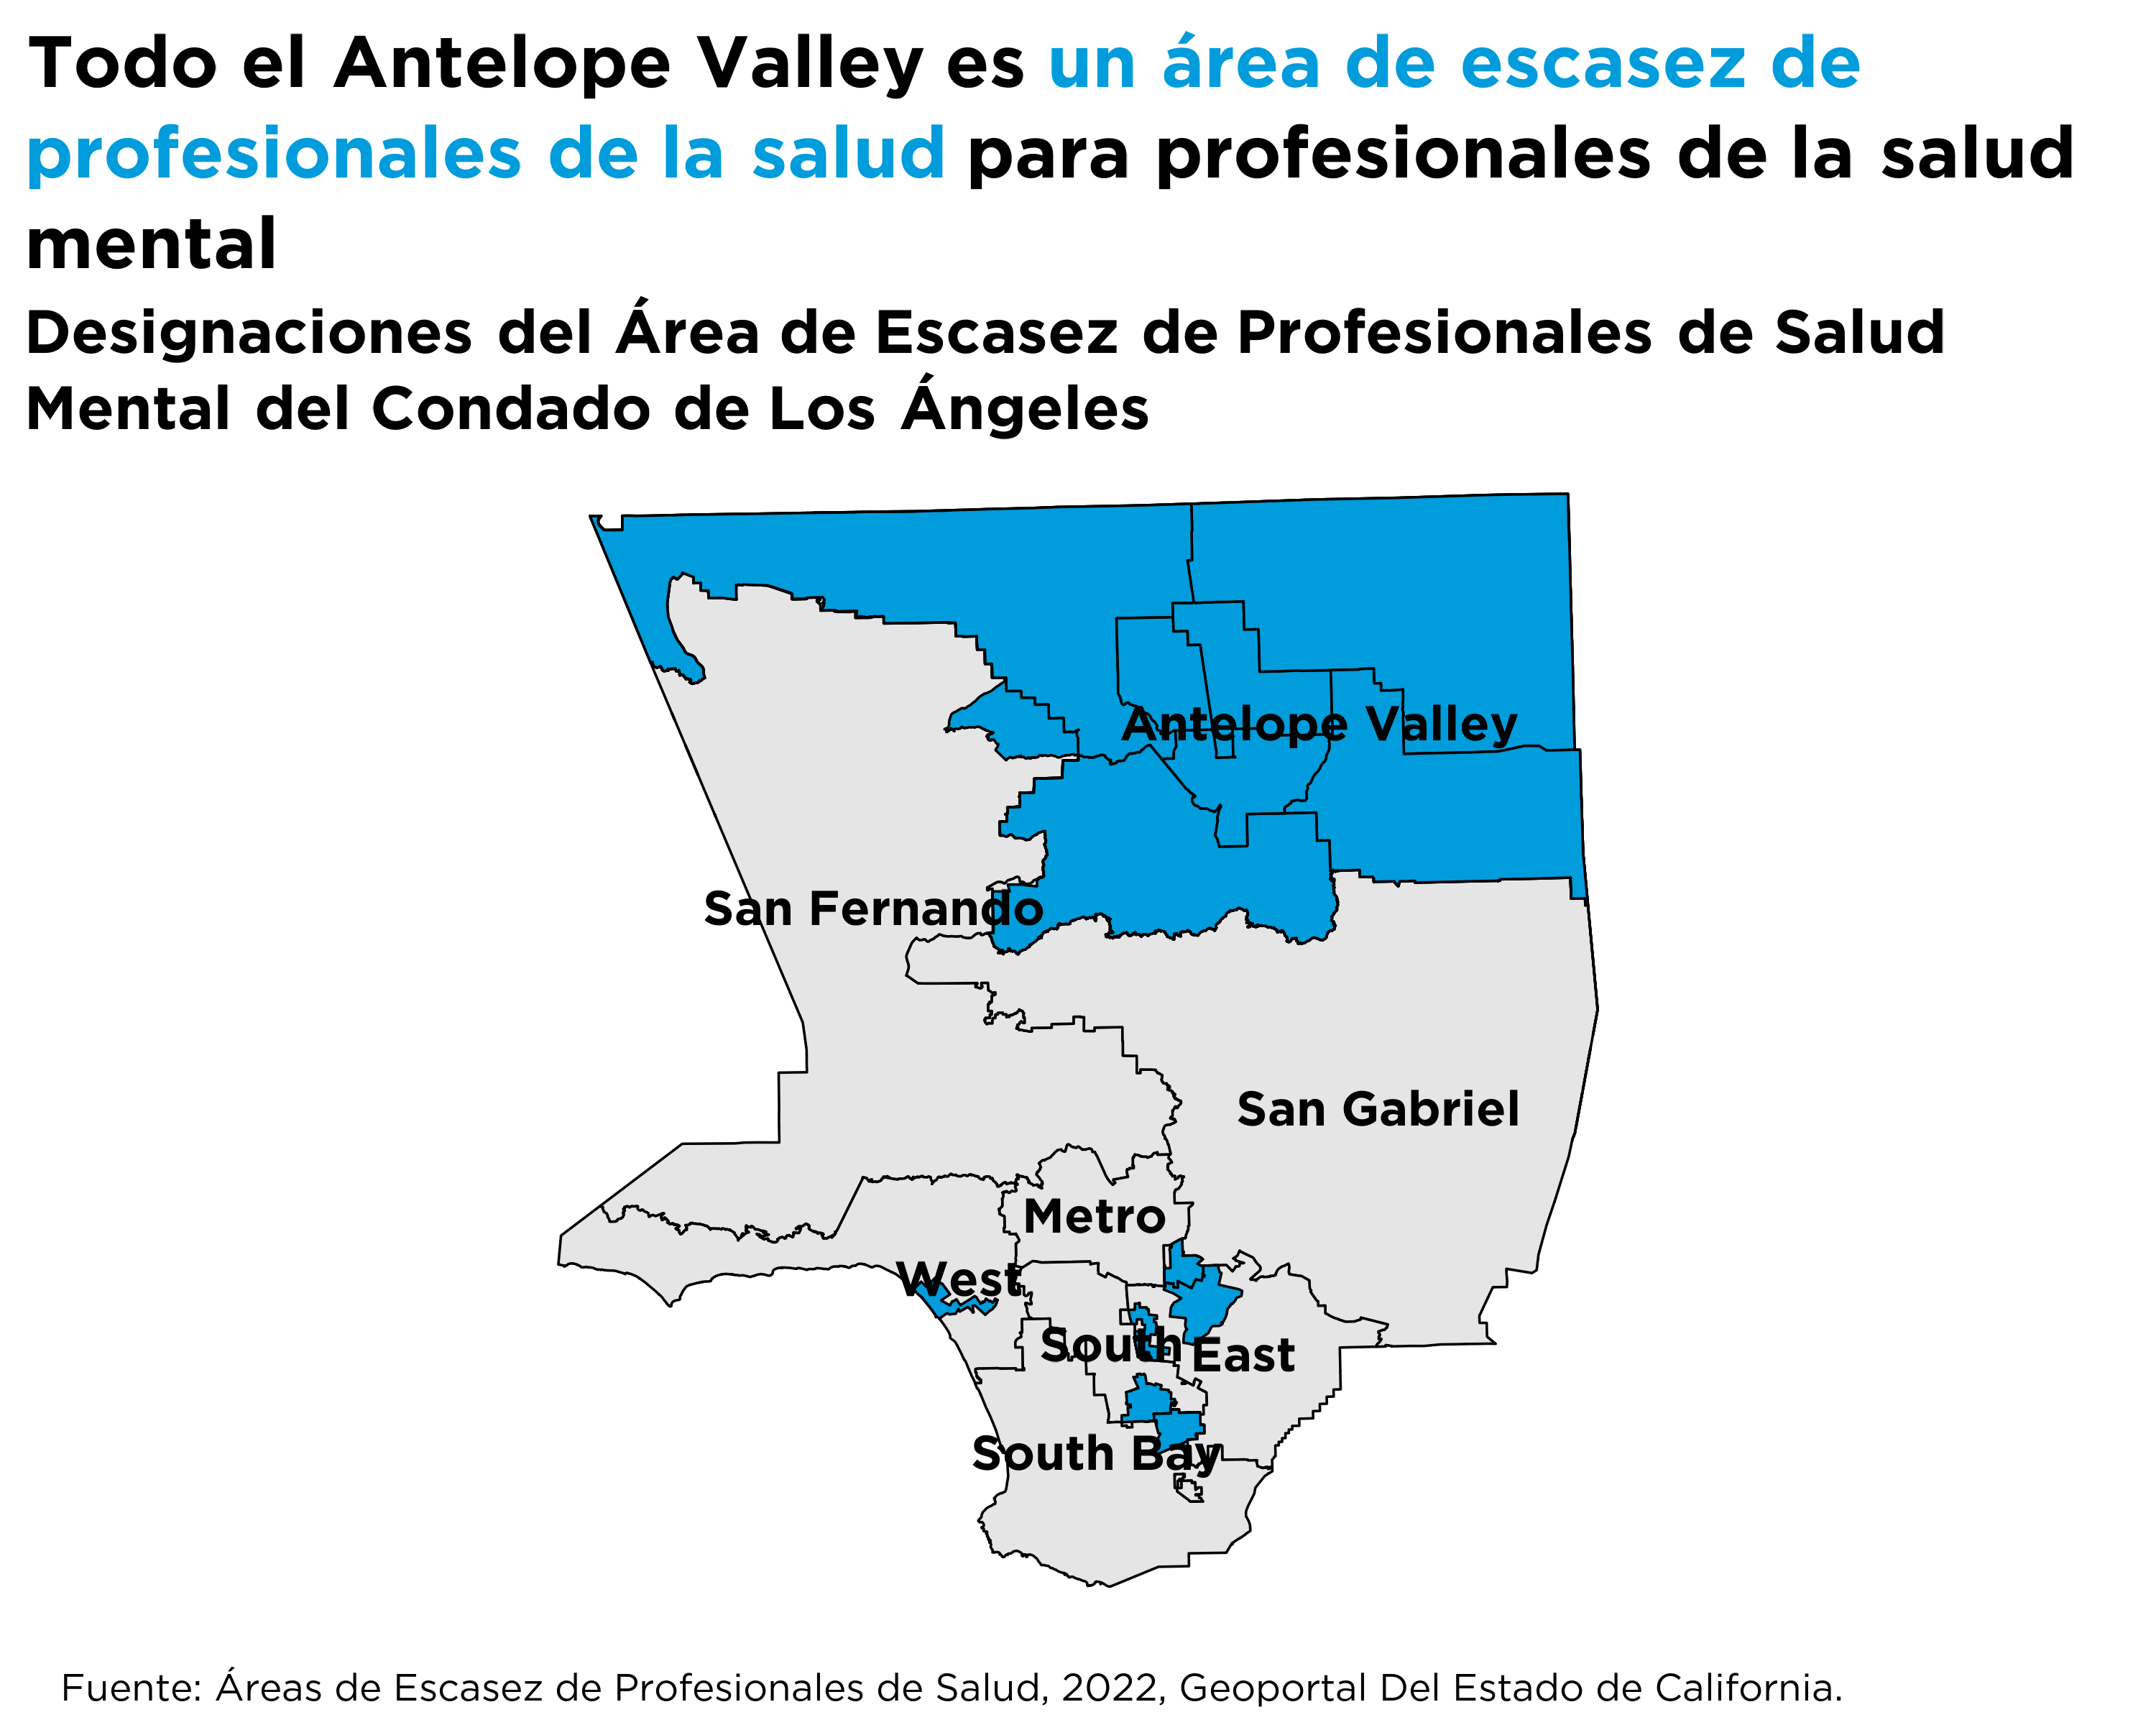 Todo el Antelope Valley es un área de escasez de
profesionales de la salud para profesionales de la salud
mental
Designaciones del Área de Escasez de Profesionales de Salud
Mental del Condado de Los Ángeles
Antelope Valley
San Fernando
San Gabriel
Metro
West
South
East
South Bay
Fuente: Áreas de Escasez de Profesionales de Salud, 2022, Geoportal Del Estado de California.